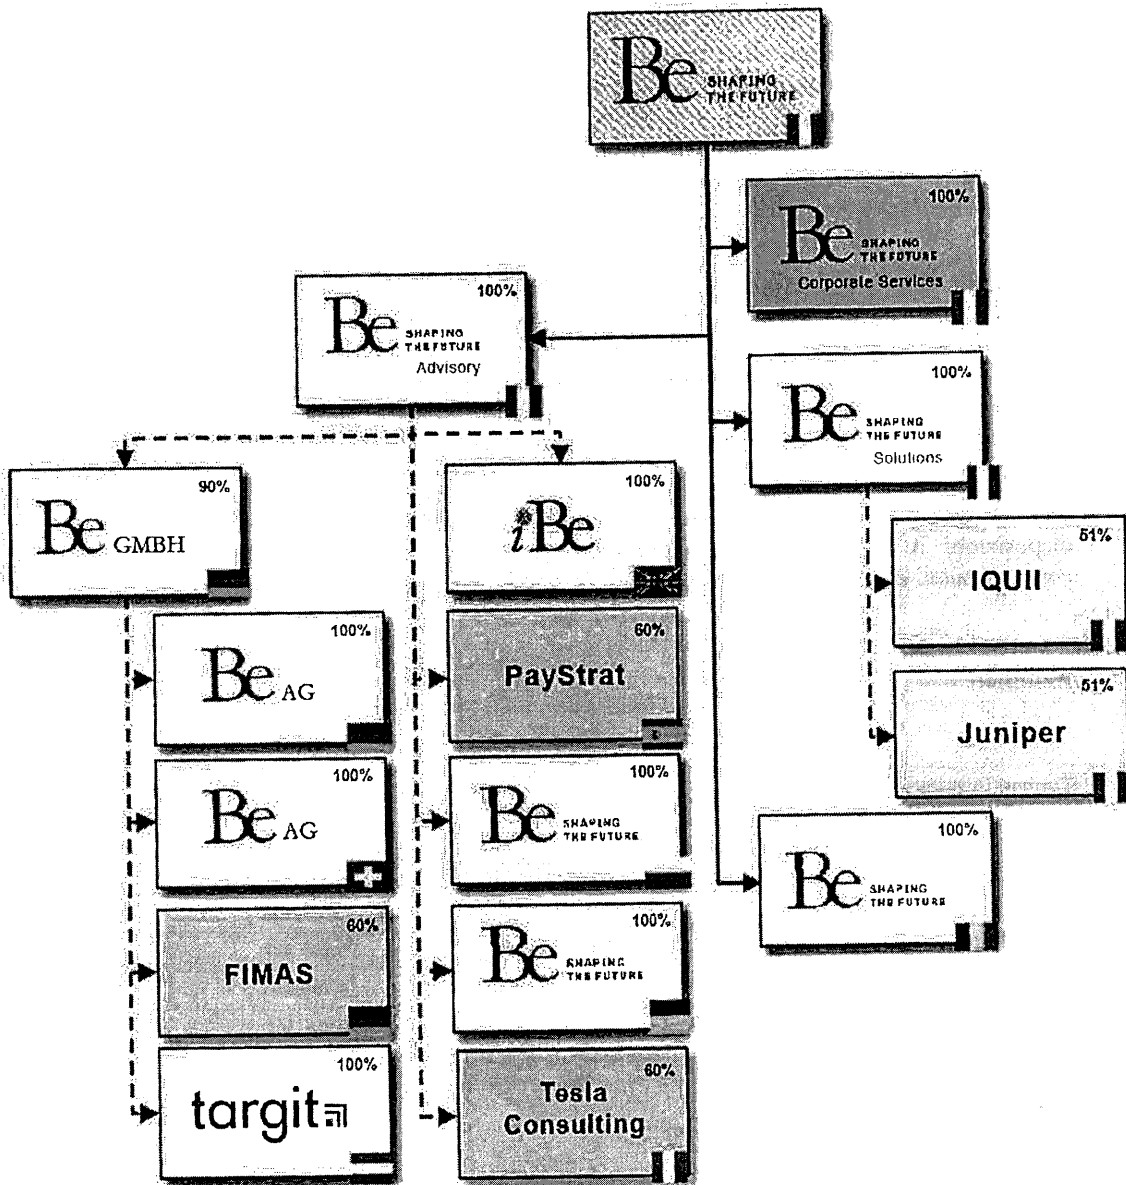 Be SHAPING
THE FUTURE
100%
Be SHAPING
THE FUTURE
Corporate Services
100%
Be SHAPING
THE FUTURE
Advisory
100%
Be SHAPING
THE FUTURE
Solutions
90%
Be GMBH
100%
iBe
51%
IQUII
100%
Be AG
60%
PayStrat
51%
Juniper
100%
Be AG
100%
Be SHAPING
THE FUTURE
100%
Be SHAPING
THE FUTURE
60%
FIMAS
100%
Be SHAPING
THE FUTURE
100%
targit
60%
Tesla
Consulting